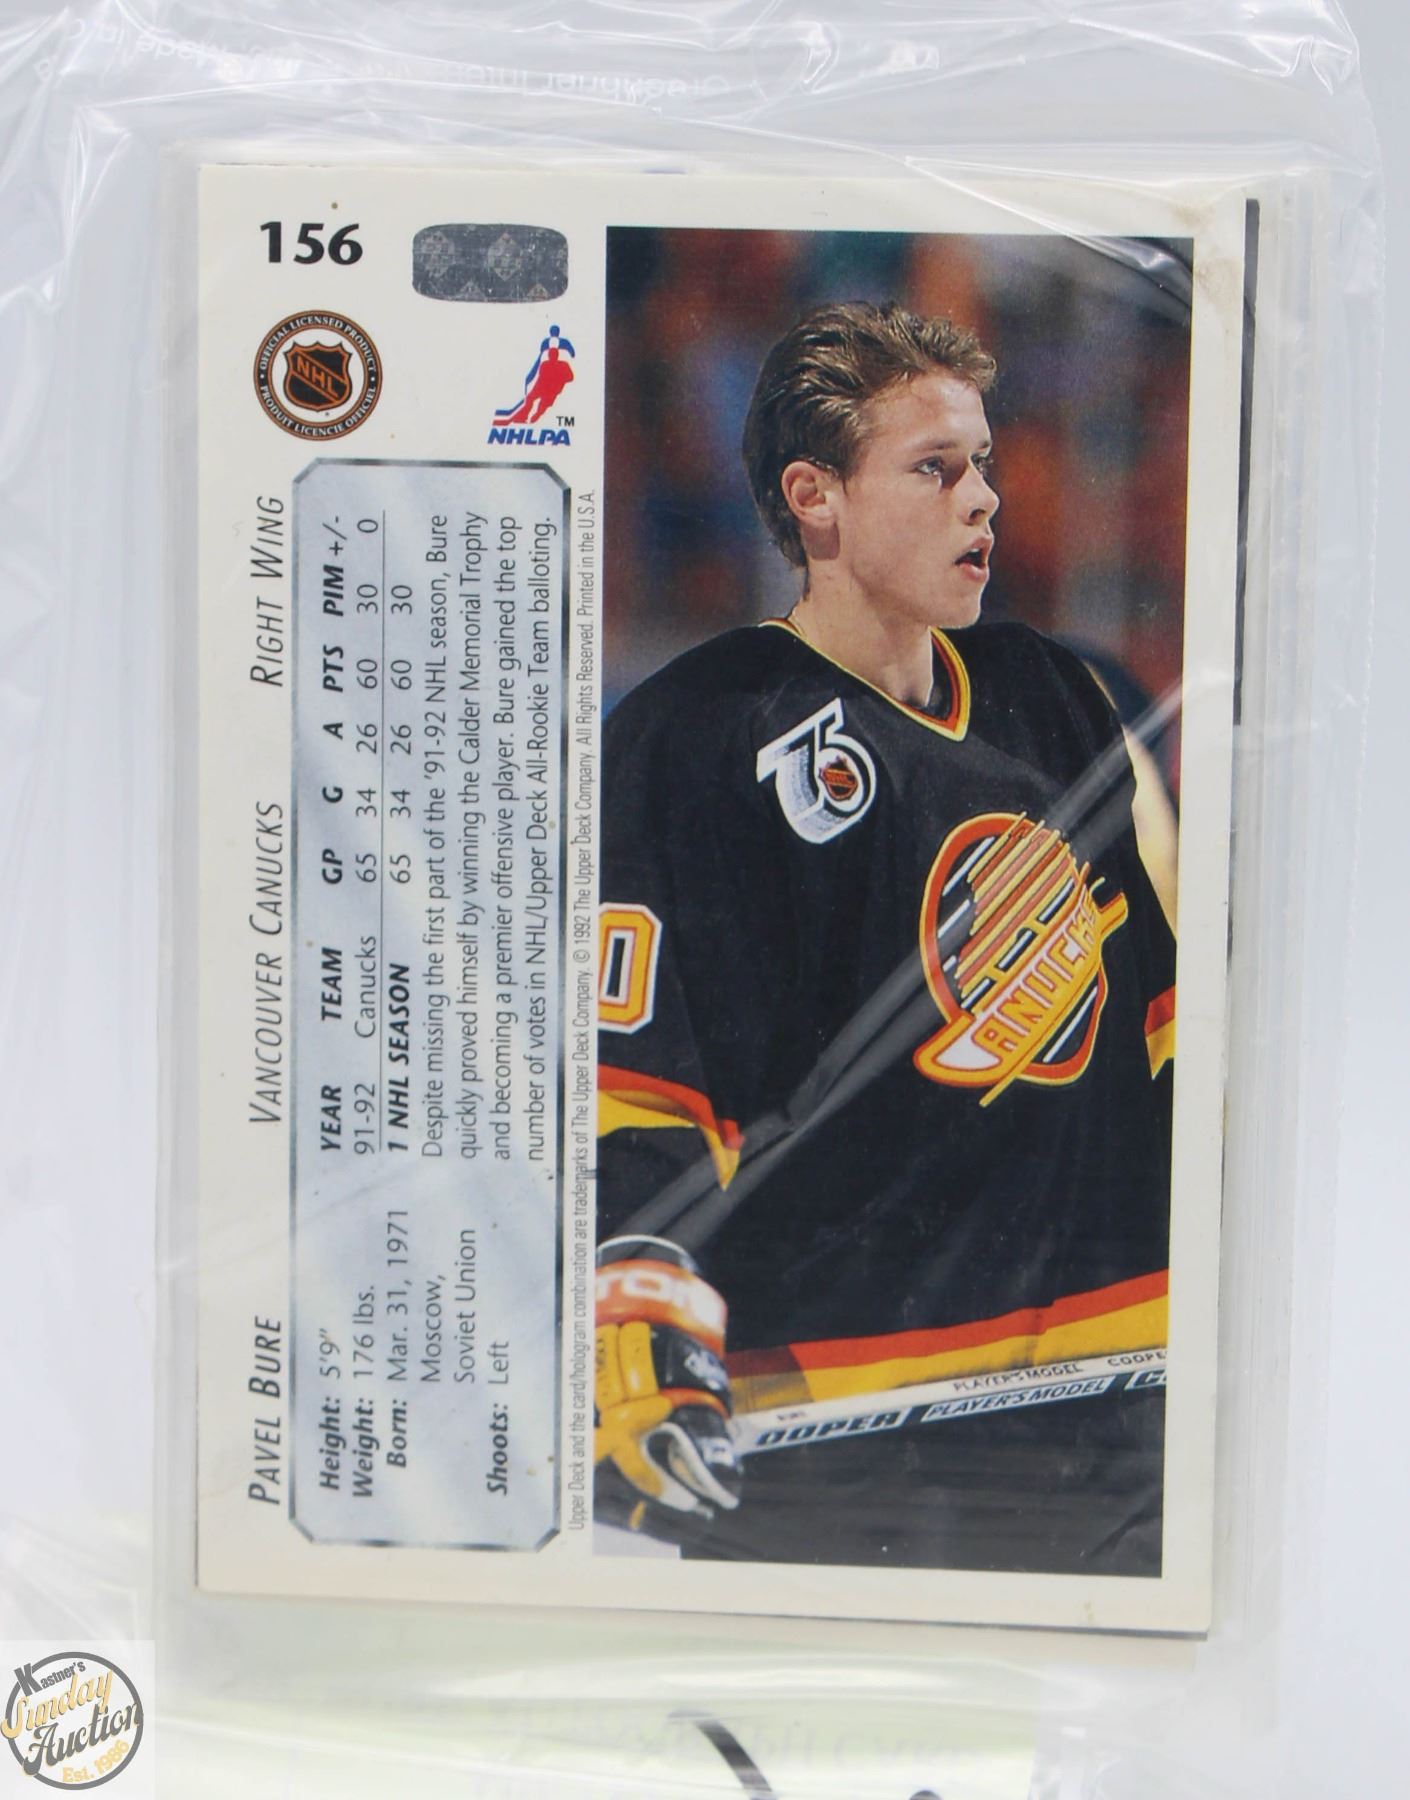 156
OFFICIAL LICENSED PRODUCT
NHL
PRODUIT LICENCIE OFFICIEL
TM
NHLPA
PAVEL BURE VANCOUVER CANUCKS RIGHT WING
Height: 5'9"
Weight: 176 lbs.
Born: Mar. 31, 1971
Moscow,
Soviet Union
Shoots: Left
YEAR TEAM GP G A PTS PIM +/-
91-92 Canucks 65 34 26 60 30 0
1 NHL SEASON 65 34 26 60 30
Despite missing the first part of the '91-92 NHL season, Bure
quickly proved himself by winning the Calder Memorial Trophy
and becoming a premier offensive player. Bure gained the top
number of votes in NHL/Upper Deck All-Rookie Team balloting.
Upper Deck and the card/hologram combination are trademarks of The Upper Deck Company. © 1992 The Upper Deck Company. All Rights Reserved. Printed in the U.S.A.
75
CANUCKS
0
PLAYER'S MODEL COOPE
OOPER PLAYER'S MODEL C
Kastner's
Sunday
Auction
Est. 1986